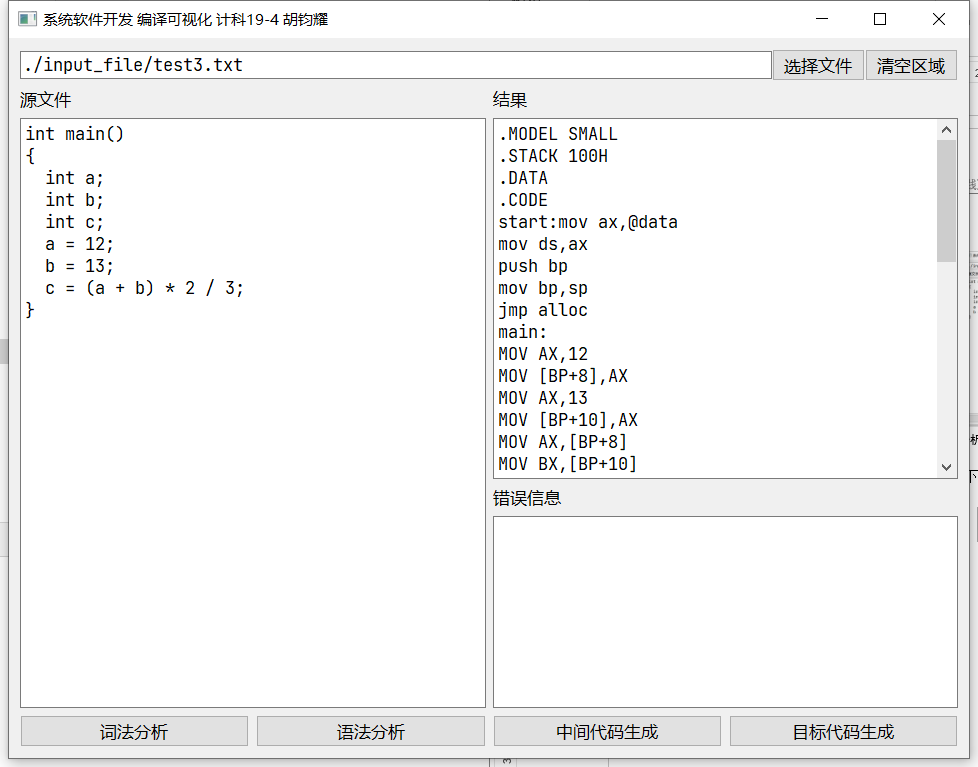 系统软件开发 编译可视化 计科19-4 胡钧耀
./input_file/test3.txt
选择文件
清空区域
源文件
int main()
{
  int a;
  int b;
  int c;
  a = 12;
  b = 13;
  c = (a + b) * 2 / 3;
}
结果
.MODEL SMALL
.STACK 100H
.DATA
.CODE
start:mov ax,@data
mov ds,ax
push bp
mov bp,sp
jmp alloc
main:
MOV AX,12
MOV [BP+8],AX
MOV AX,13
MOV [BP+10],AX
MOV AX,[BP+8]
MOV BX,[BP+10]
错误信息
词法分析
语法分析
中间代码生成
目标代码生成